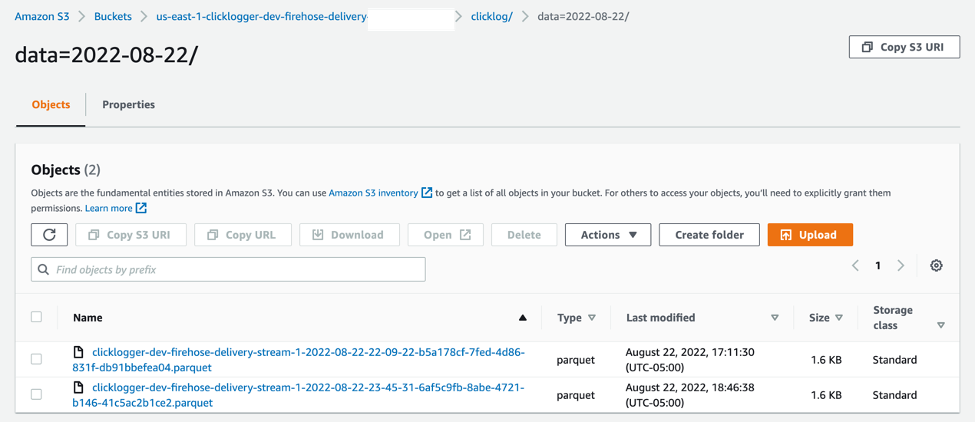 Amazon S3 > Buckets > us-east-1-clicklogger-dev-firehose-delivery- > clicklog/ > data=2022-08-22/
data=2022-08-22/
Copy S3 URI
Objects
Properties
Objects (2)
Objects are the fundamental entities stored in Amazon S3. You can use Amazon S3 inventory to get a list of all objects in your bucket. For others to access your objects, you'll need to explicitly grant them
permissions. Learn more
Copy S3 URI Copy URL Download Open Delete Actions Create folder Upload
Find objects by prefix
< 1 >
Name Type Last modified Size Storage class
clicklogger-dev-firehose-delivery-stream-1-2022-08-22-22-09-22-b5a178cf-7fed-4d86-
831f-db91bbefea04.parquet
parquet
August 22, 2022, 17:11:30
(UTC-05:00)
1.6 KB
Standard
clicklogger-dev-firehose-delivery-stream-1-2022-08-22-23-45-31-6af5c9fb-8abe-4721-
b146-41c5ac2b1ce2.parquet
parquet
August 22, 2022, 18:46:38
(UTC-05:00)
1.6 KB
Standard